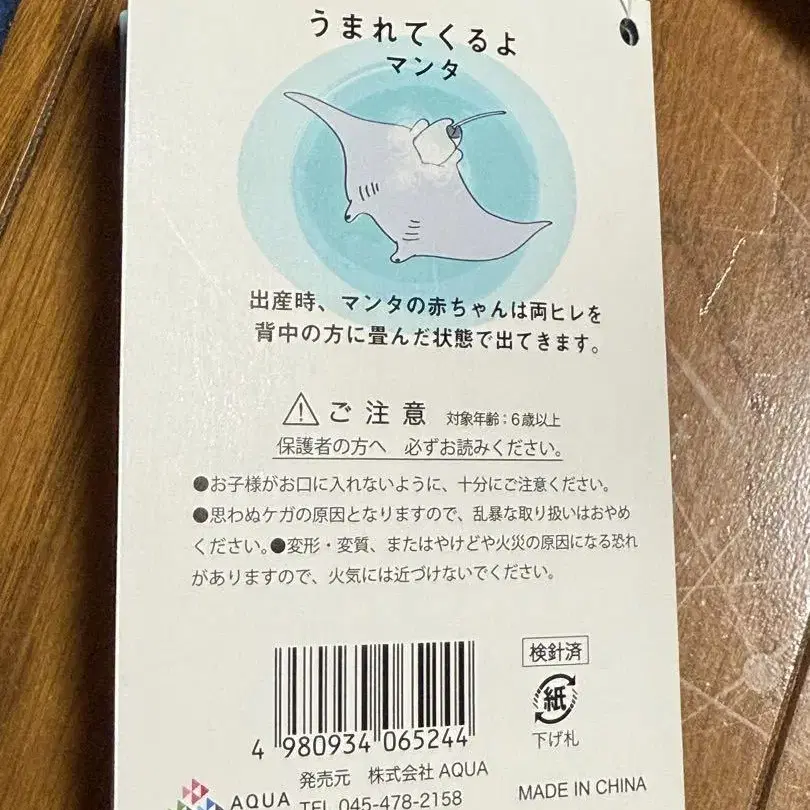 うまれてくるよ
マンタ
出産時、マンタの赤ちゃんは両ヒレを
背中の方に畳んだ状態で出てきます。
ご注意 対象年齢：6歳以上
保護者の方へ 必ずお読みください。
●お子様がお口に入れないように、十分にご注意ください。
●思わぬケガの原因となりますので、乱暴な取り扱いはおやめ
ください。●変形・変質、またはやけどや火災の原因になる恐れ
がありますので、火気には近づけないでください。
検針済
紙
下げ札
4 980934 065244
発売元 株式会社 AQUA
AQUA
TEL 045-478-2158
MADE IN CHINA